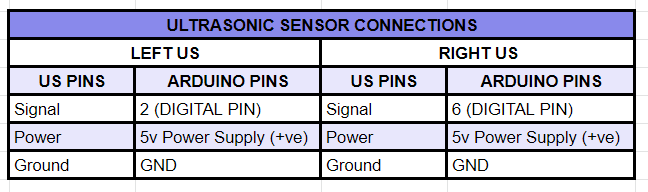 ULTRASONIC SENSOR CONNECTIONS
LEFT US RIGHT US
US PINS ARDUINO PINS US PINS ARDUINO PINS
Signal 2 (DIGITAL PIN) Signal 6 (DIGITAL PIN)
Power 5v Power Supply (+ve) Power 5v Power Supply (+ve)
Ground GND Ground GND